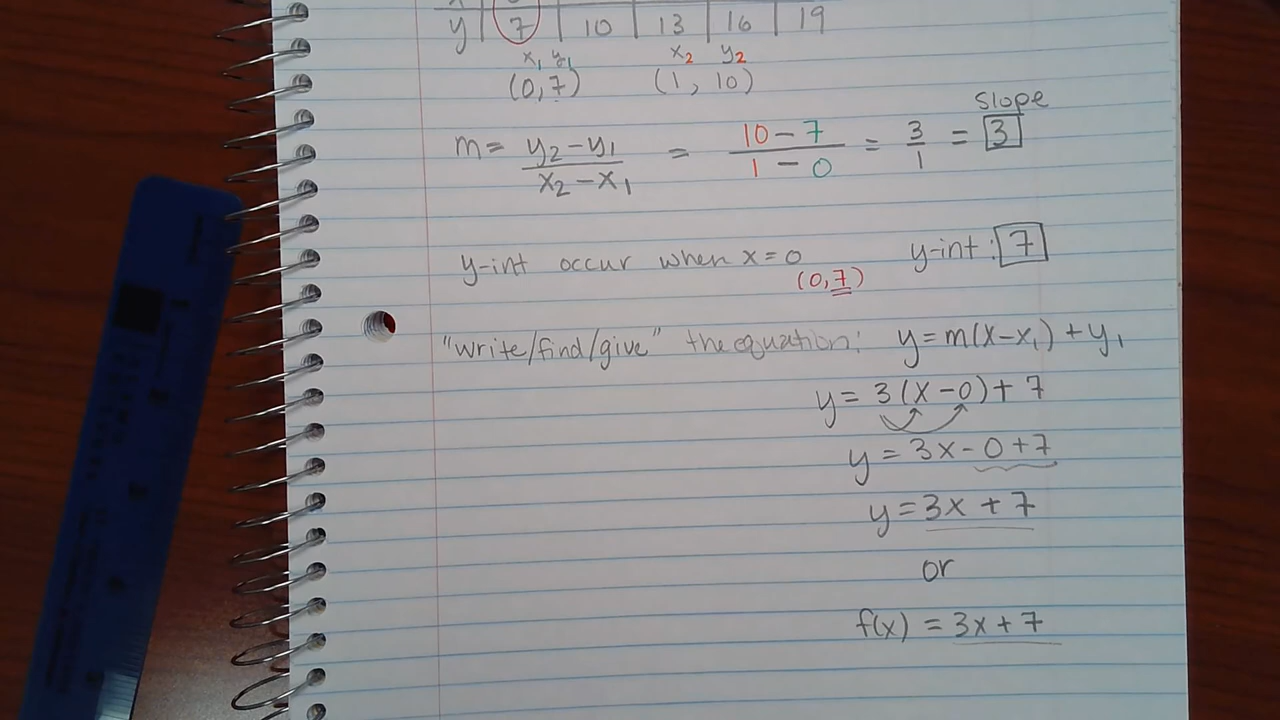 y | 7 | 10 | 13 | 16 | 19
x₁ y₁ x₂ y₂
(0,7) (1, 10)
slope
m = y₂-y₁ / x₂-x₁ = 10-7 / 1-0 = 3/1 = 3
y-int occur when x=0 y-int: 7
(0,7)
"write/find/give" the equation: y=m(x-x₁)+y₁
y= 3(x-0)+7
y=3x-0+7
y=3x+7
or
f(x) = 3x+7